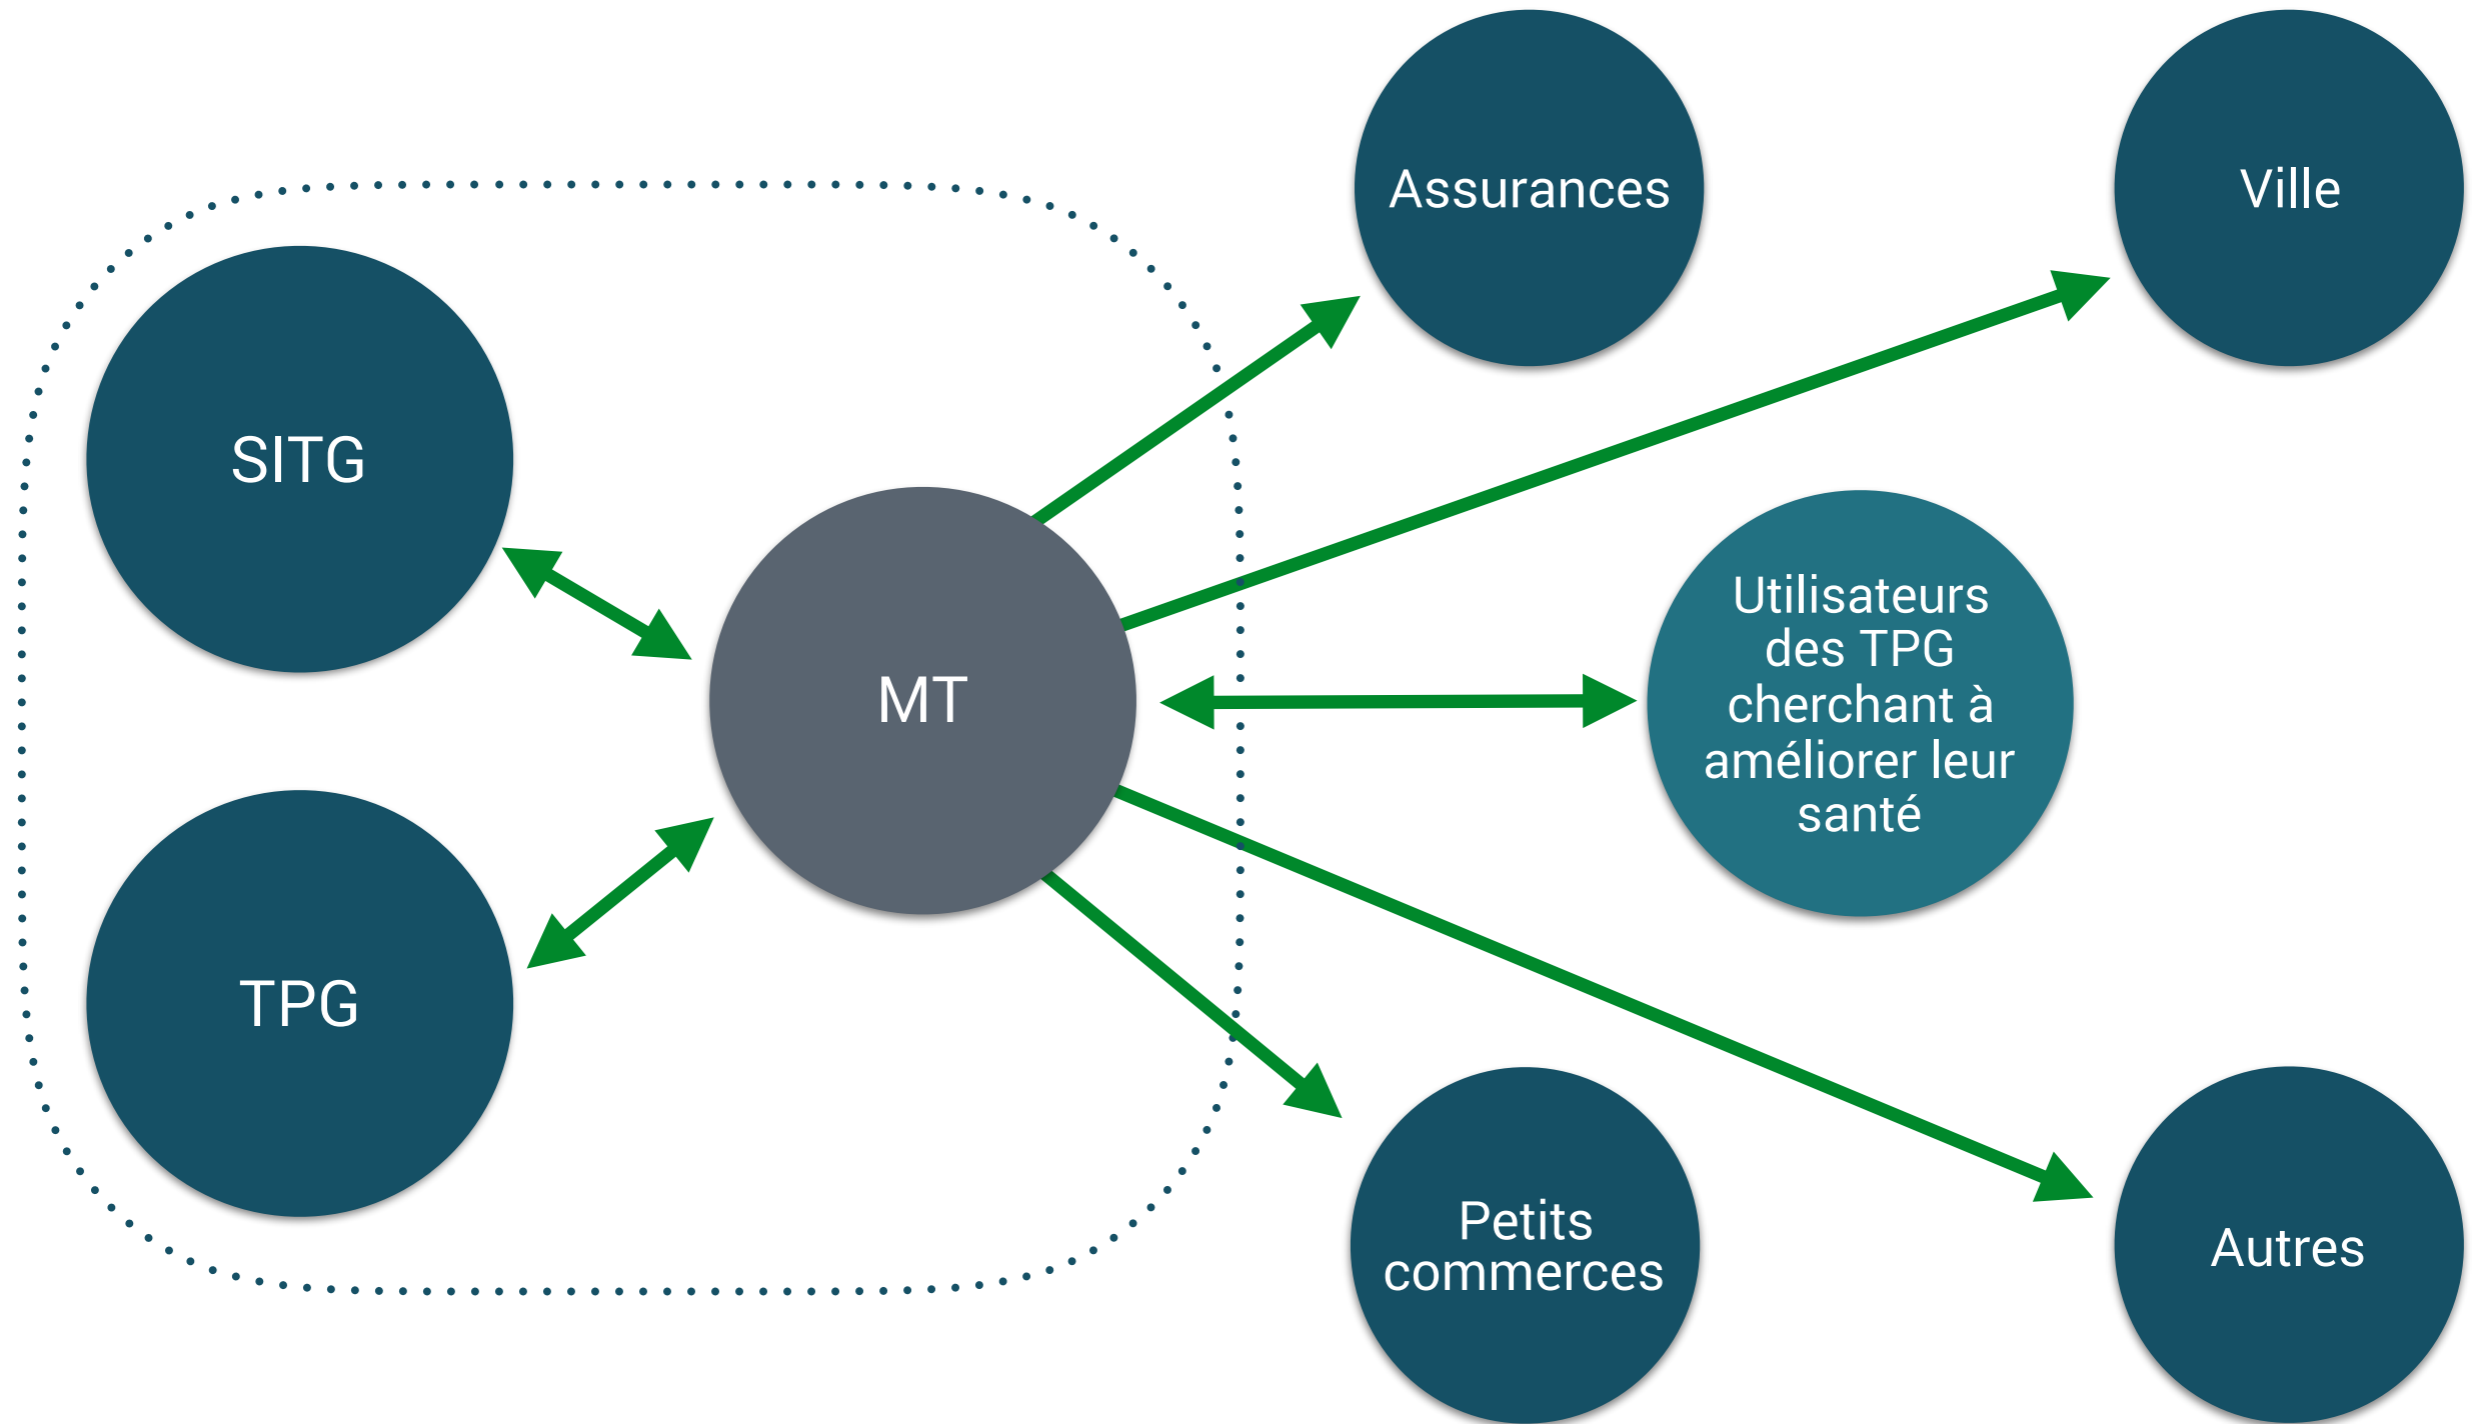 Assurances
Ville
SITG
MT
Utilisateurs
des TPG
cherchant à
améliorer leur
santé
TPG
Petits
commerces
Autres